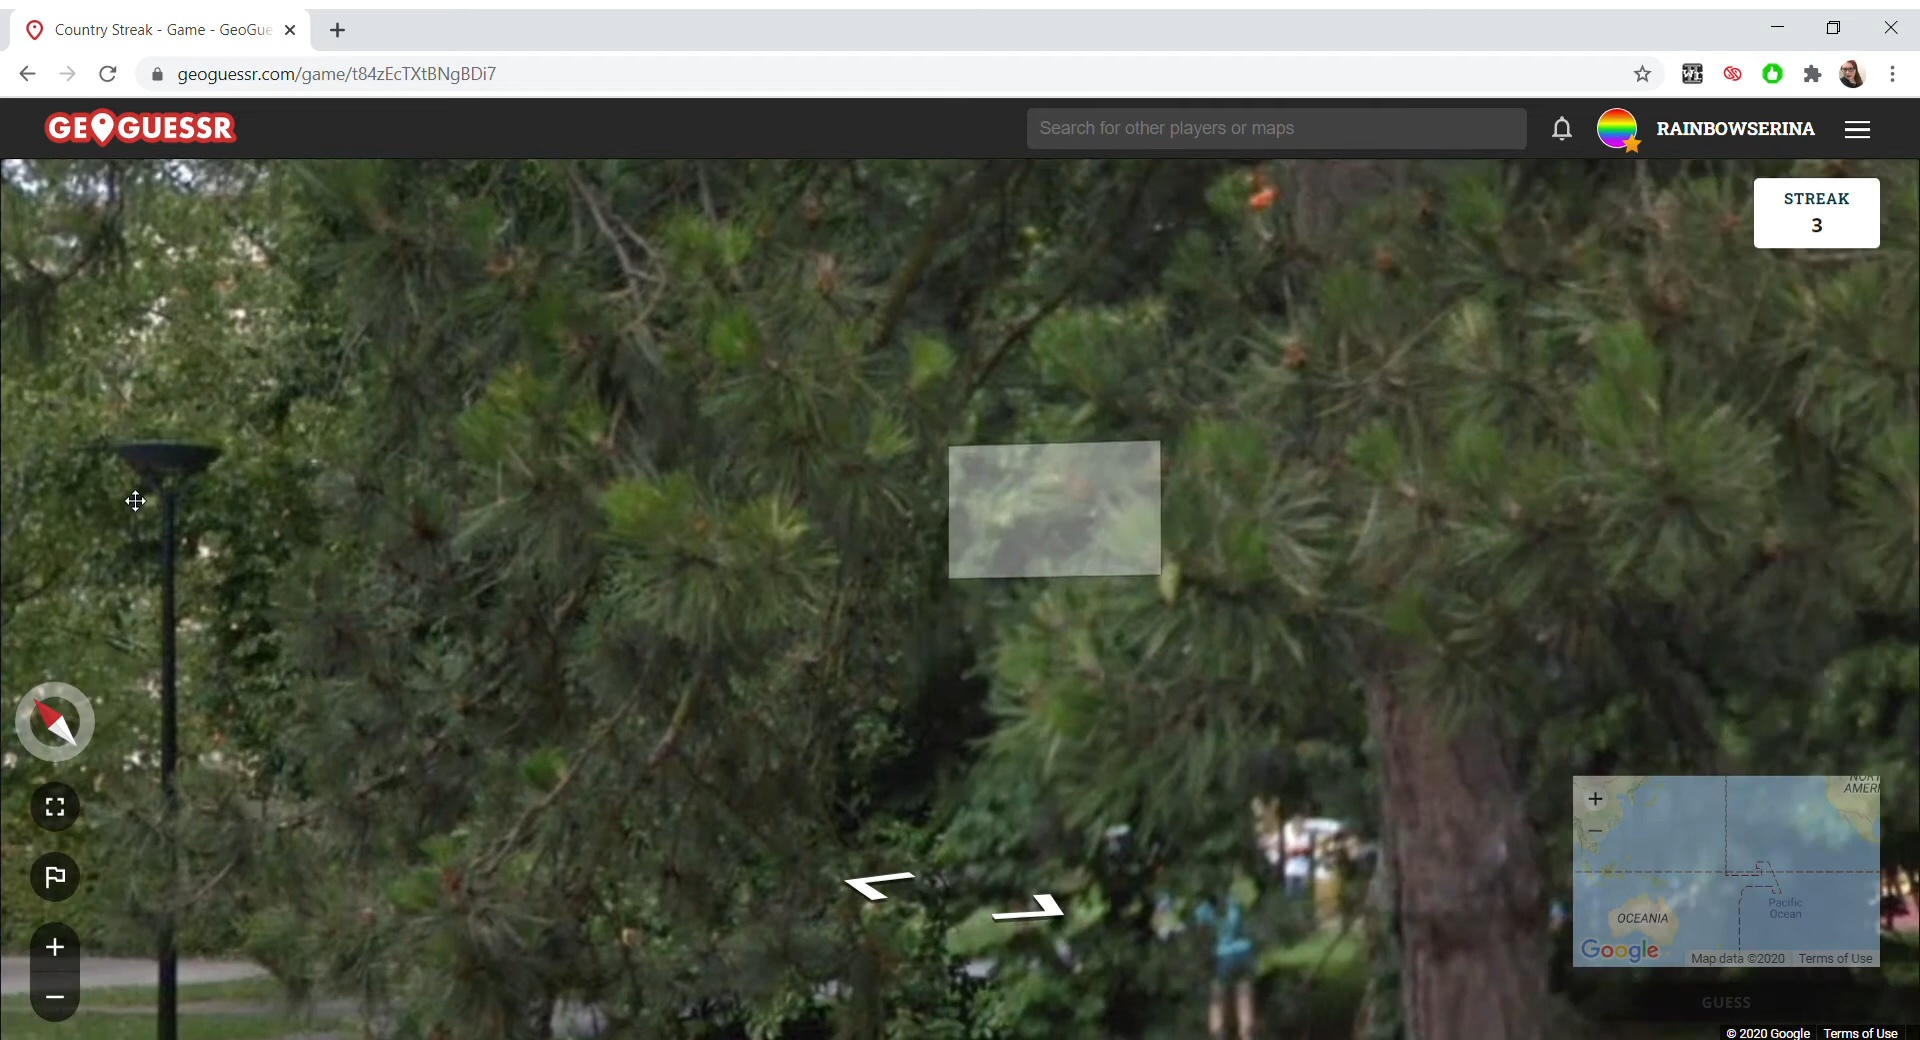 Country Streak - Game - GeoGue
geoguessr.com/game/t84zEcTXtBNgBDi7
GEOGUESSR
Search for other players or maps
RAINBOWSERINA
STREAK
3
AMERI
OCEANIA
Pacific
Ocean
Google
Map data ©2020
Terms of Use
GUESS
© 2020 Google
Terms of Use